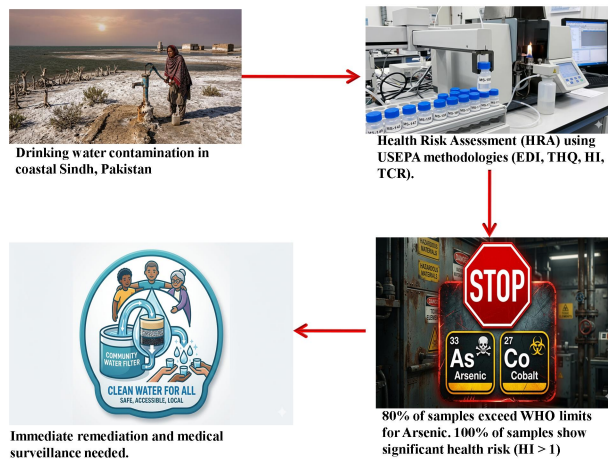 Drinking water contamination in
coastal Sindh, Pakistan
Health Risk Assessment (HRA) using
USEPA methodologies (EDI, THQ, HI,
TCR).
STOP
33
As
Arsenic
27
Co
Cobalt
80% of samples exceed WHO limits
for Arsenic. 100% of samples show
significant health risk (HI > 1)
COMMUNITY
WATER FILTER
CLEAN WATER FOR ALL
SAFE, ACCESSIBLE, LOCAL
Immediate remediation and medical
surveillance needed.